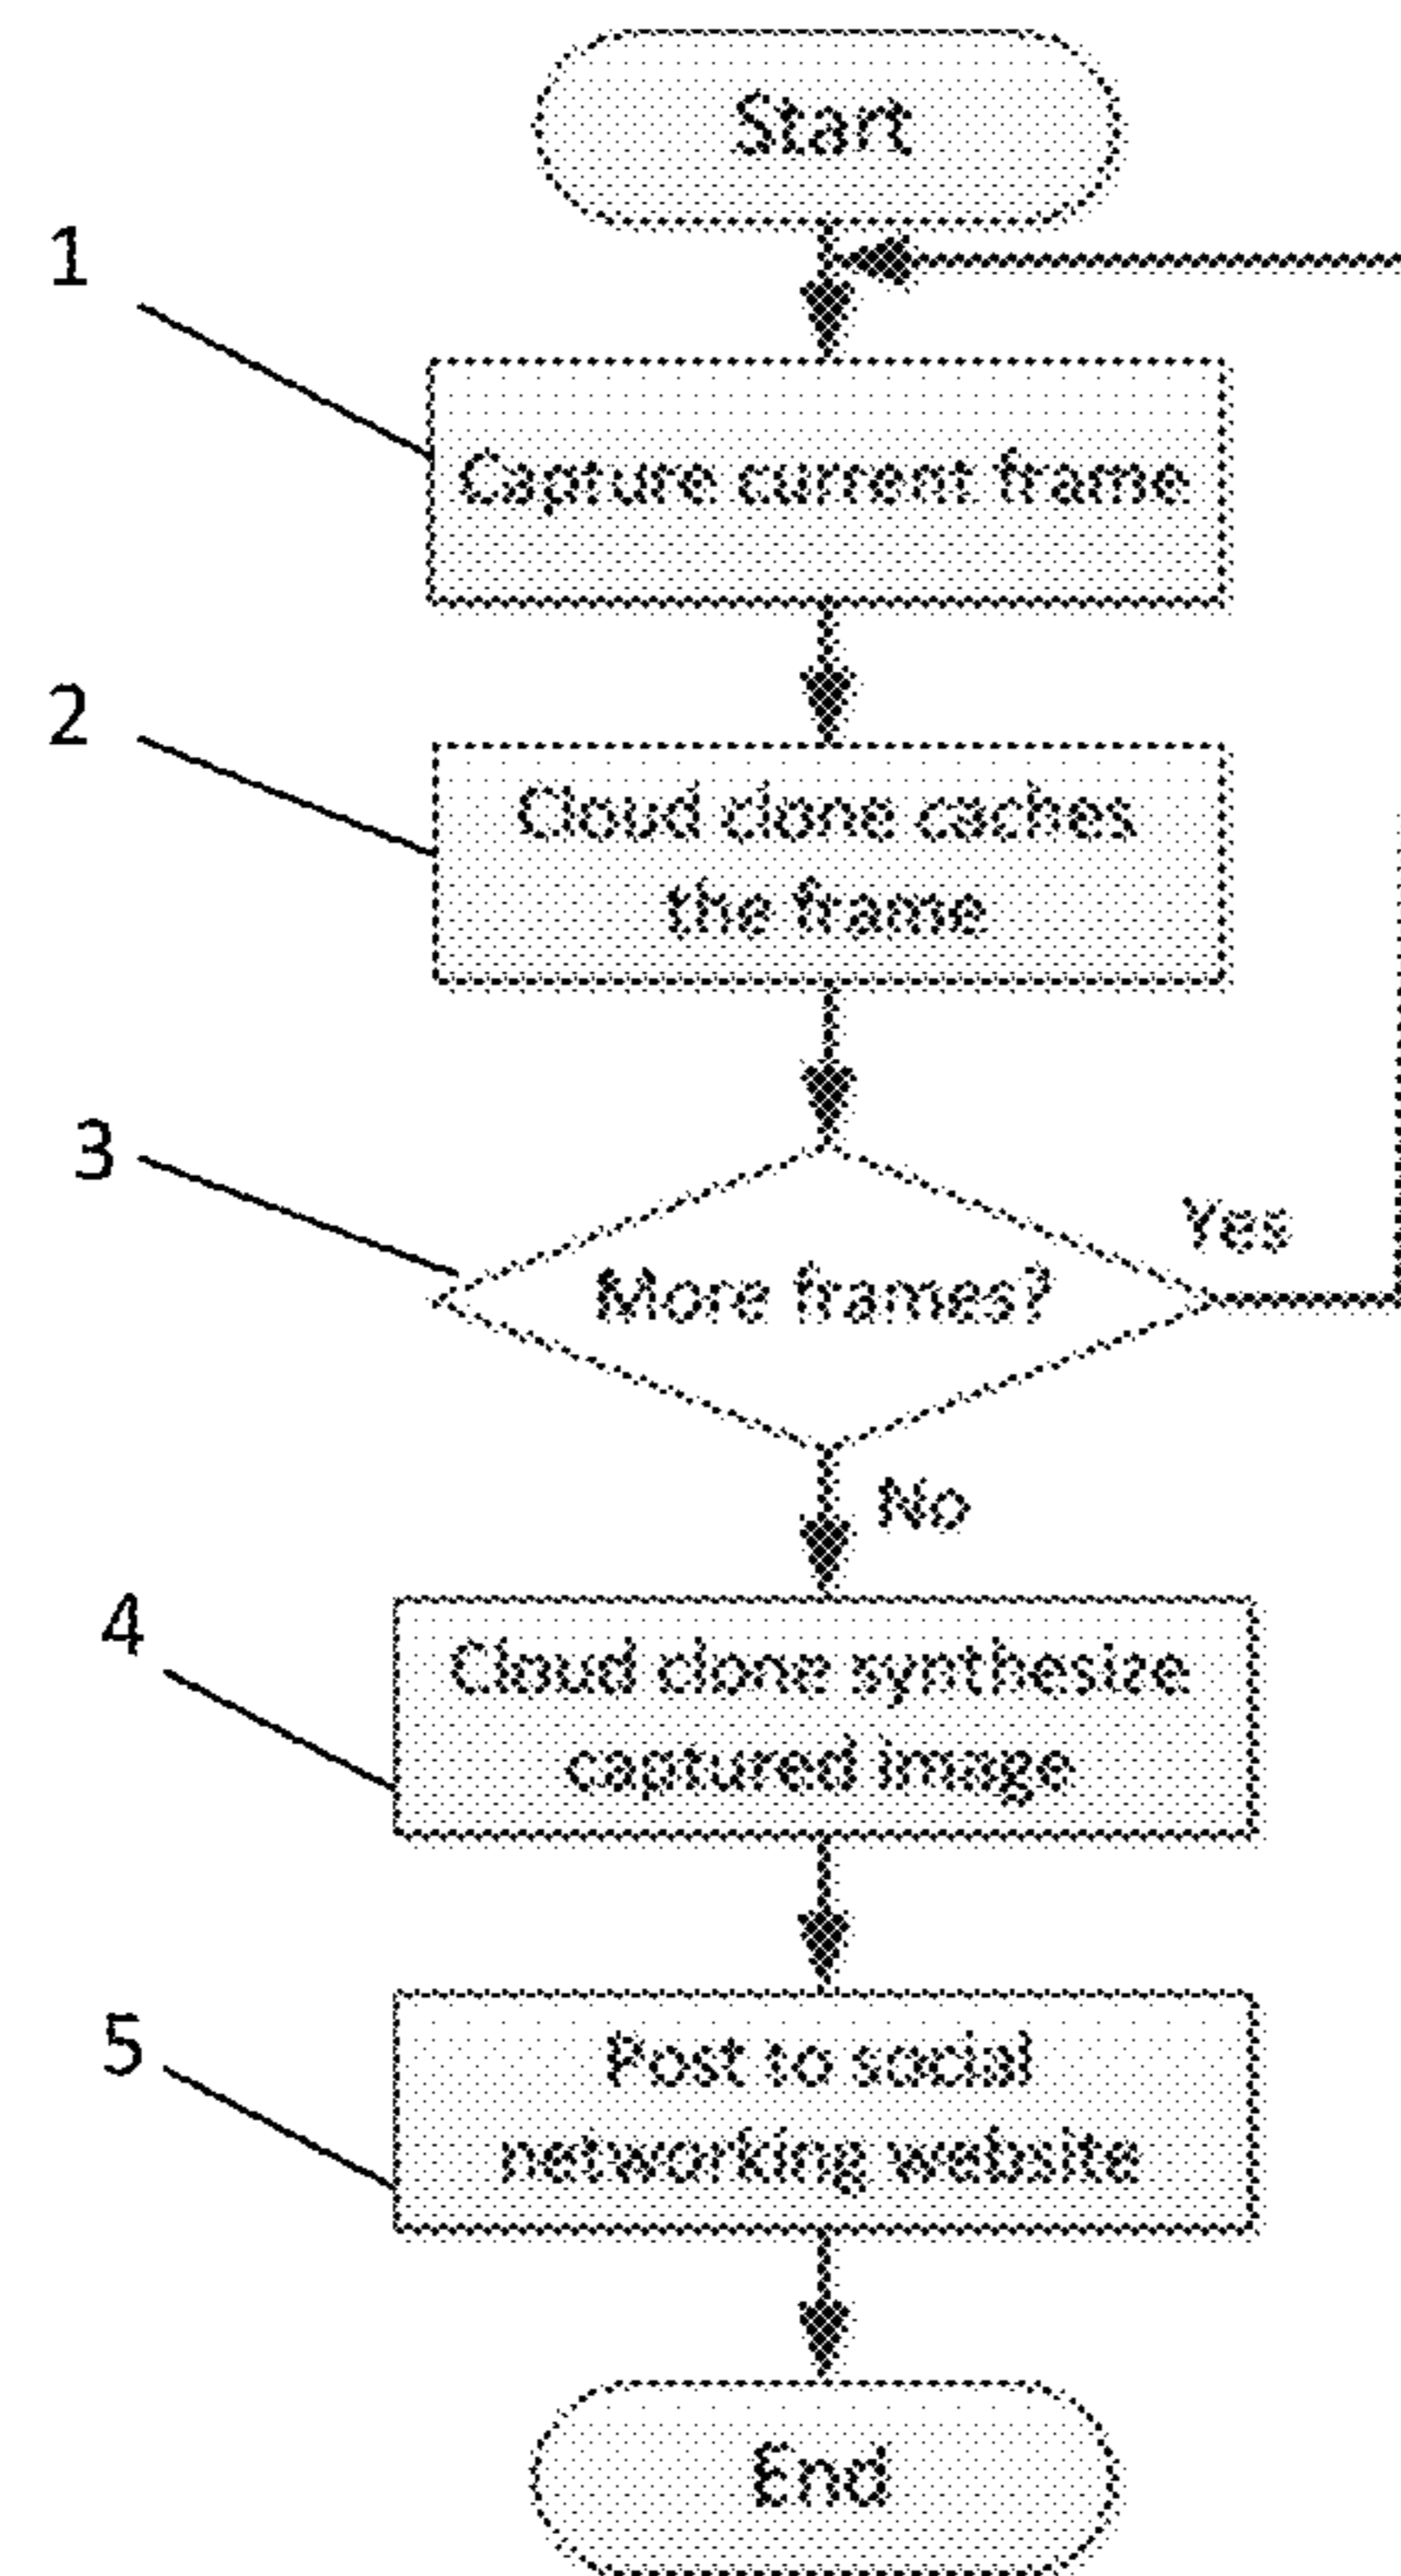 Start
1
Capture current frame
2
Cloud clone caches
the frame
3
More frames?
Yes
No
4
Cloud clone synthesize
captured image
5
Post to social
networking website
End